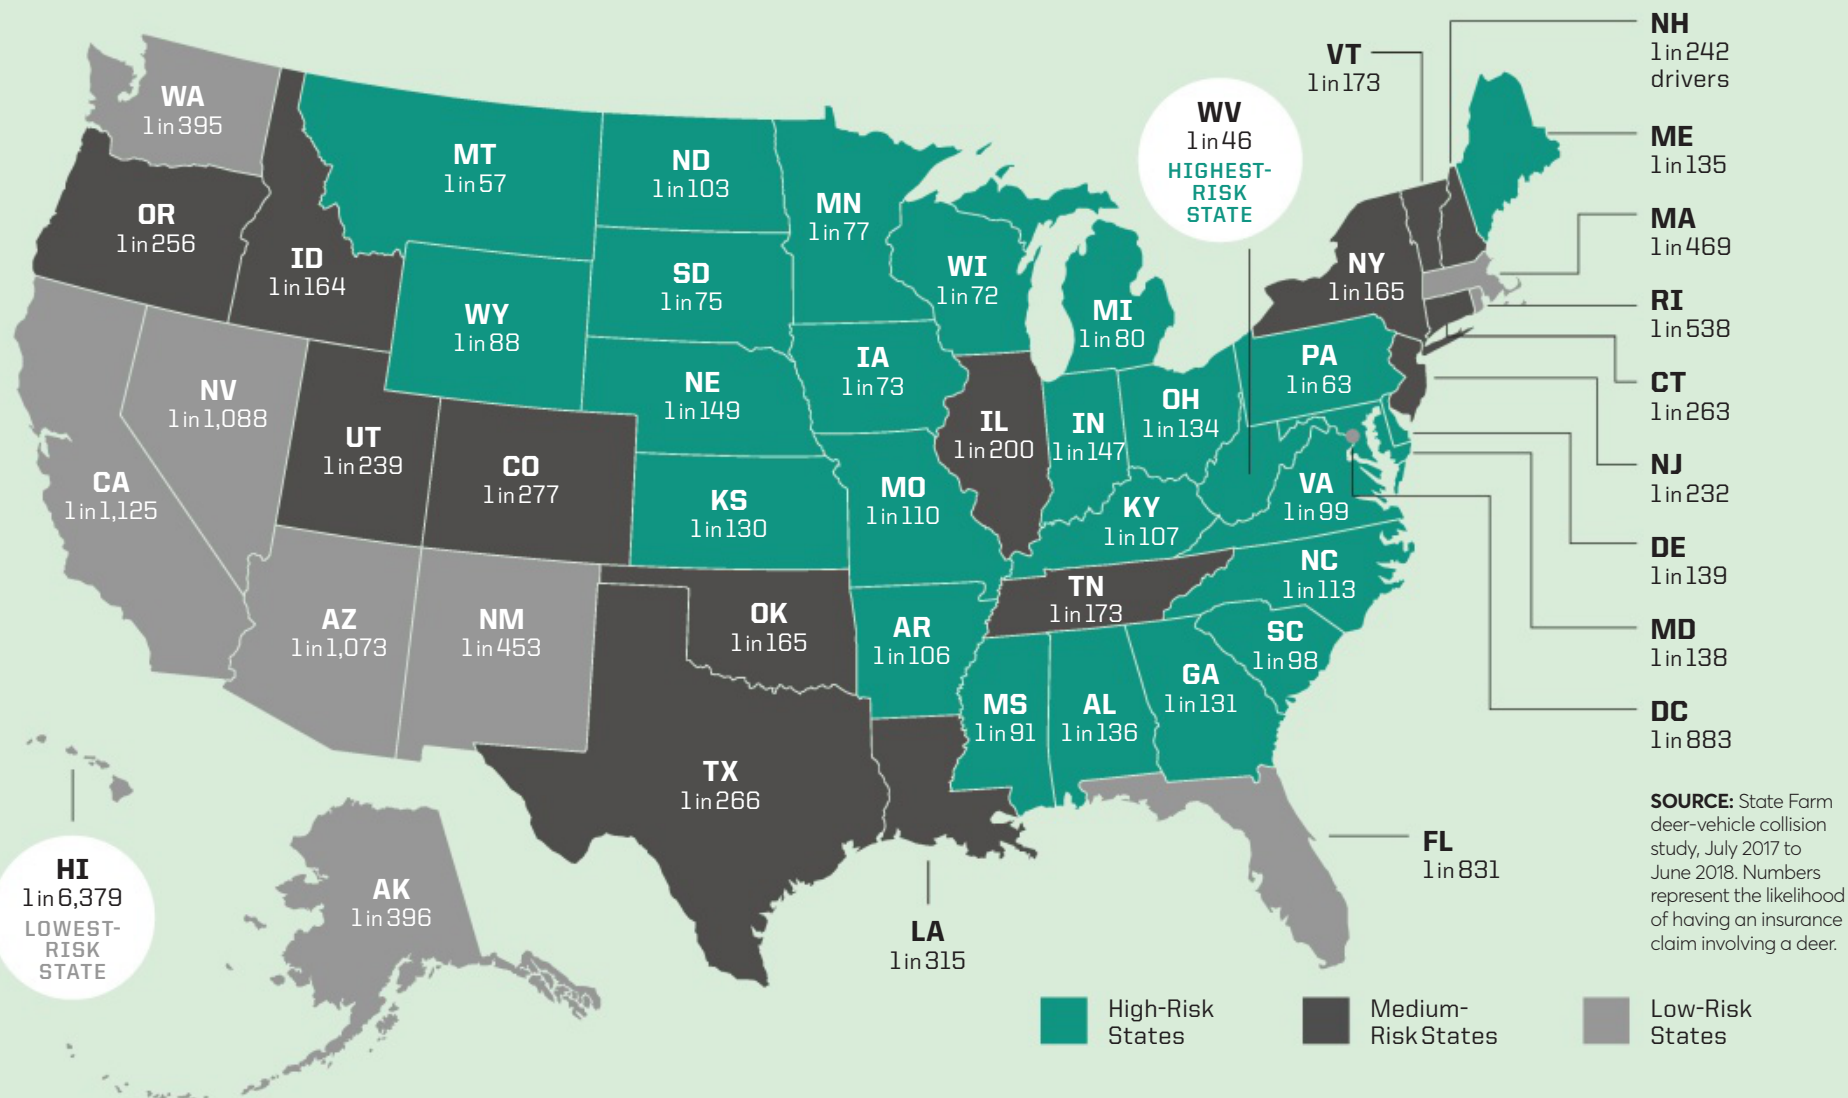 WA
1 in 395
OR
1 in 256
ID
1 in 164
MT
1 in 57
ND
1 in 103
MN
1 in 77
WI
1 in 72
MI
1 in 80
SD
1 in 75
WY
1 in 88
NE
1 in 149
IA
1 in 73
NV
1 in 1,088
CA
1 in 1,125
UT
1 in 239
CO
1 in 277
KS
1 in 130
MO
1 in 110
IL
1 in 200
IN
1 in 147
OH
1 in 134
PA
1 in 63
NY
1 in 165
KY
1 in 107
VA
1 in 99
NC
1 in 113
TN
1 in 173
SC
1 in 98
GA
1 in 131
AL
1 in 136
MS
1 in 91
AR
1 in 106
OK
1 in 165
NM
1 in 453
AZ
1 in 1,073
TX
1 in 266
LA
1 in 315
FL
1 in 831
AK
1 in 396
HI
1 in 6,379
LOWEST-
RISK
STATE
WV
1 in 46
HIGHEST-
RISK
STATE
VT
1 in 173
NH
1 in 242
drivers
ME
1 in 135
MA
1 in 469
RI
1 in 538
CT
1 in 263
NJ
1 in 232
DE
1 in 139
MD
1 in 138
DC
1 in 883
SOURCE: State Farm
deer-vehicle collision
study, July 2017 to
June 2018. Numbers
represent the likelihood
of having an insurance
claim involving a deer.
High-Risk
States
Medium-
Risk States
Low-Risk
States